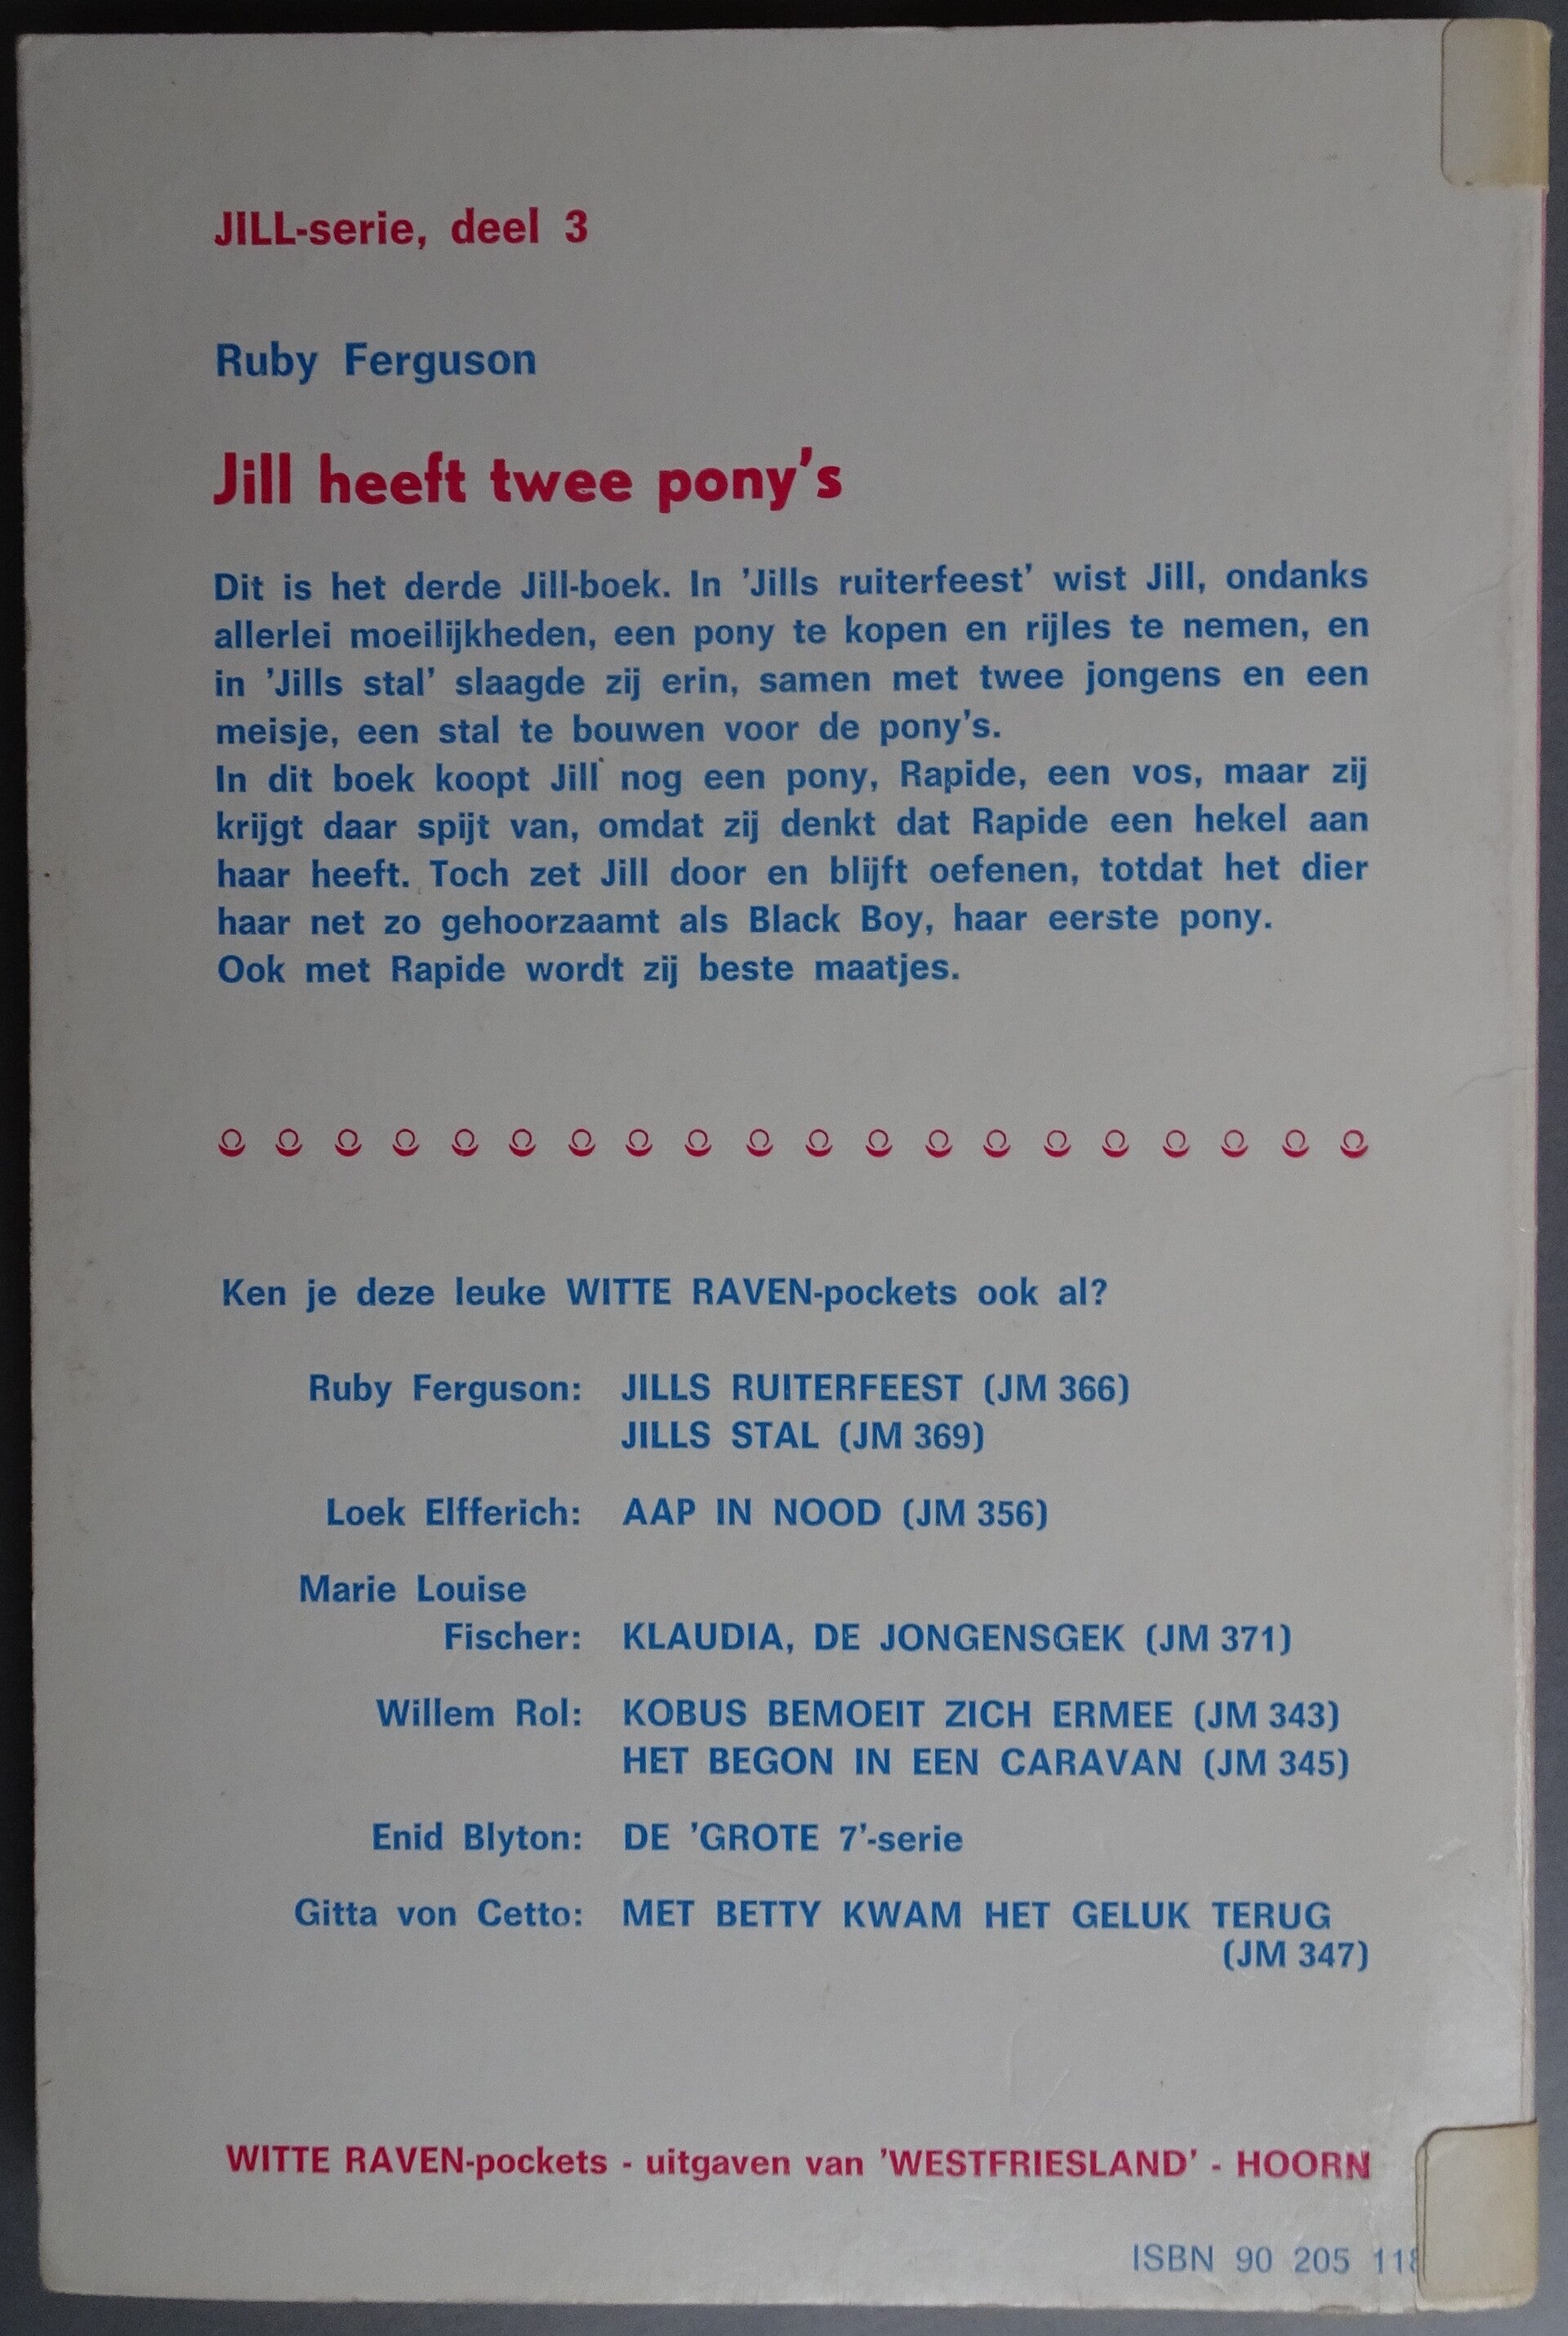 JILL-serie, deel 3
Ruby Ferguson
Jill heeft twee pony's
Dit is het derde Jill-boek. In 'Jills ruiterfeest' wist Jill, ondanks
allerlei moeilijkheden, een pony te kopen en rijles te nemen, en
in 'Jills stal' slaagde zij erin, samen met twee jongens en een
meisje, een stal te bouwen voor de pony's.
In dit boek koopt Jill nog een pony, Rapide, een vos, maar zij
krijgt daar spijt van, omdat zij denkt dat Rapide een hekel aan
haar heeft. Toch zet Jill door en blijft oefenen, totdat het dier
haar net zo gehoorzaamt als Black Boy, haar eerste pony.
Ook met Rapide wordt zij beste maatjes.
Ken je deze leuke WITTE RAVEN-pockets ook al?
Ruby Ferguson: JILLS RUITERFEEST (JM 366)
JILLS STAL (JM 369)
Loek Elfferich: AAP IN NOOD (JM 356)
Marie Louise
Fischer: KLAUDIA, DE JONGENSGEK (JM 371)
Willem Rol: KOBUS BEMOEIT ZICH ERMEE (JM 343)
HET BEGON IN EEN CARAVAN (JM 345)
Enid Blyton: DE 'GROTE 7'-serie
Gitta von Cetto: MET BETTY KWAM HET GELUK TERUG
(JM 347)
WITTE RAVEN-pockets - uitgaven van 'WESTFRIESLAND' - HOORN
ISBN 90 205